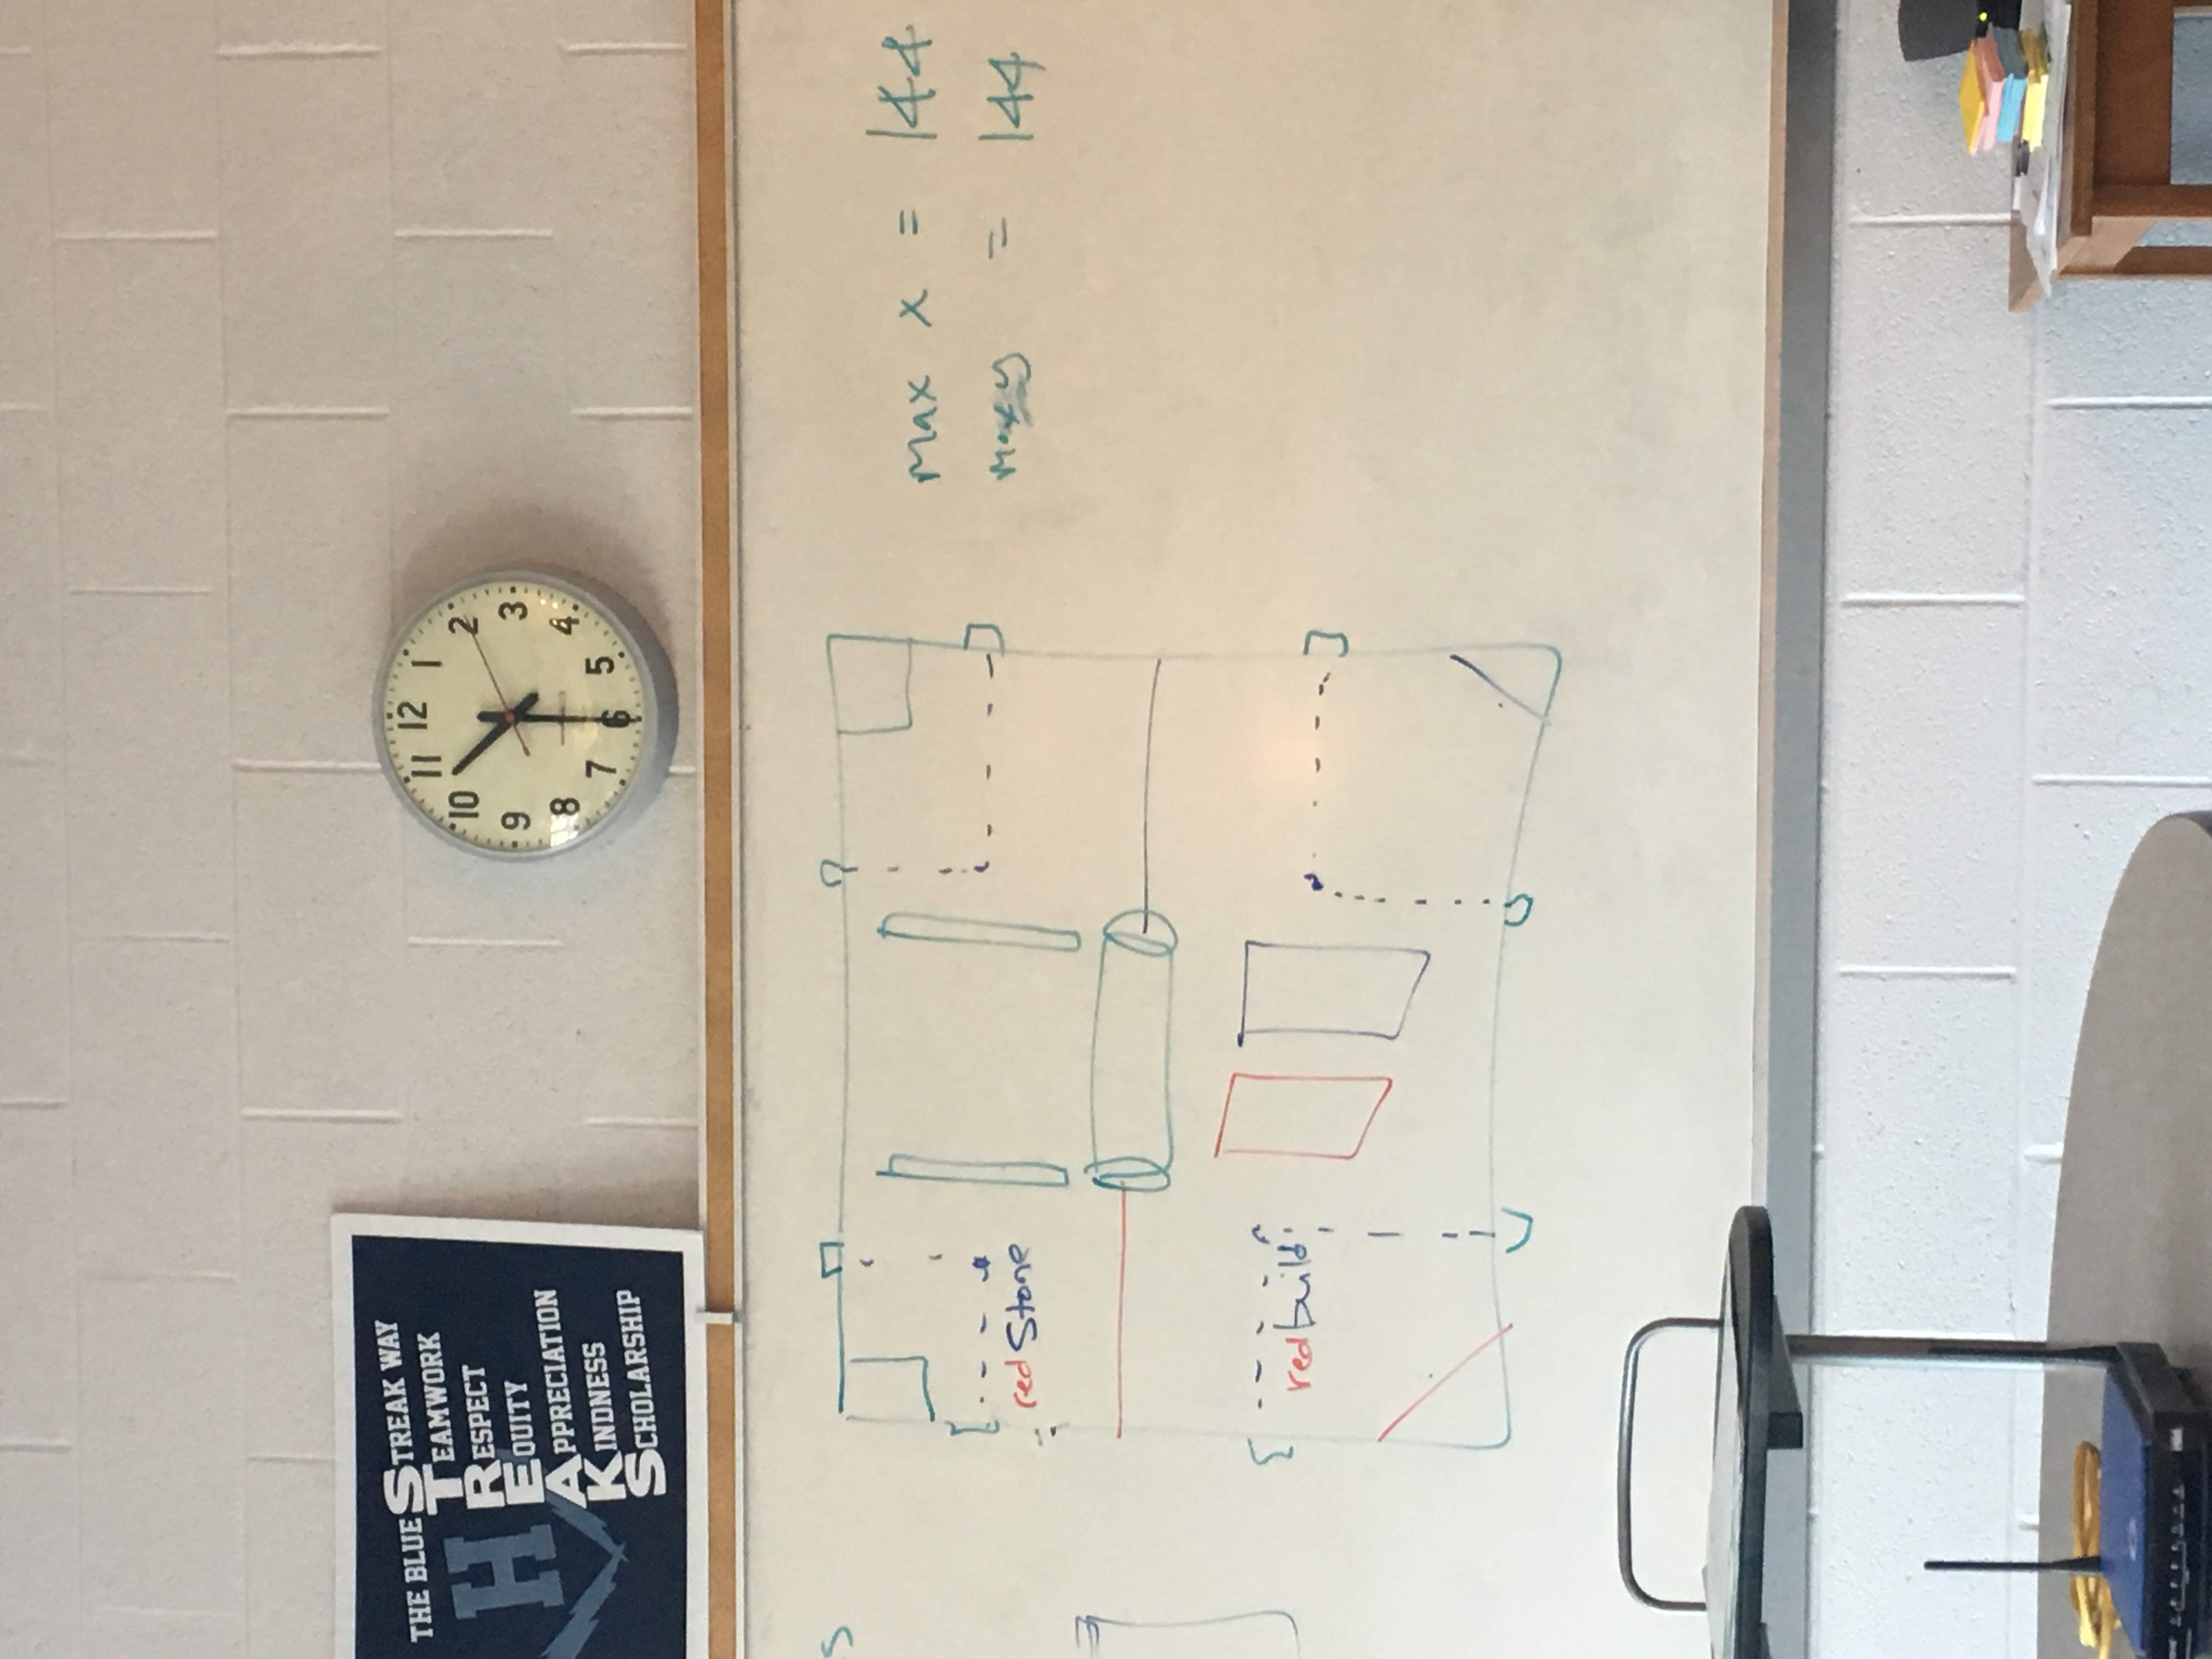 THE BLUE STREAK WAY
TEAMWORK
RESPECT
EQUITY
APPRECIATION
KINDNESS
SCHOLARSHIP
H
12
1
2
3
4
5
6
7
8
9
10
11
s
max x = 144
max y = 144
red Stone
red build